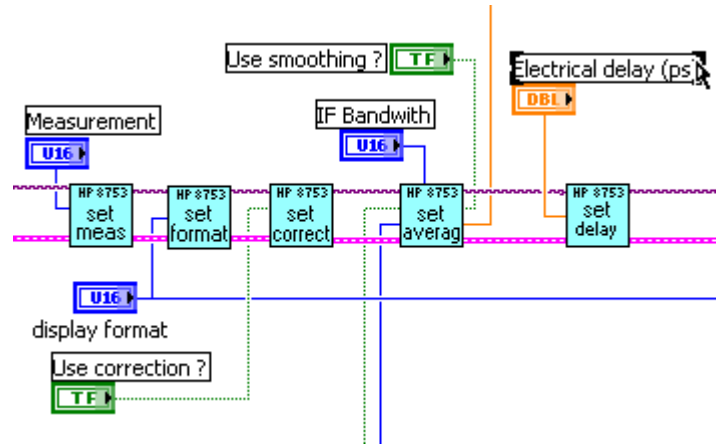 Use smoothing ?
TF
Electrical delay (ps)
DBL
Measurement
U16
IF Bandwith
U16
HP 8753
set
meas
HP 8753
set
format
HP 8753
set
correct
HP 8753
set
averag
HP 8753
set
delay
U16
display format
Use correction ?
TF